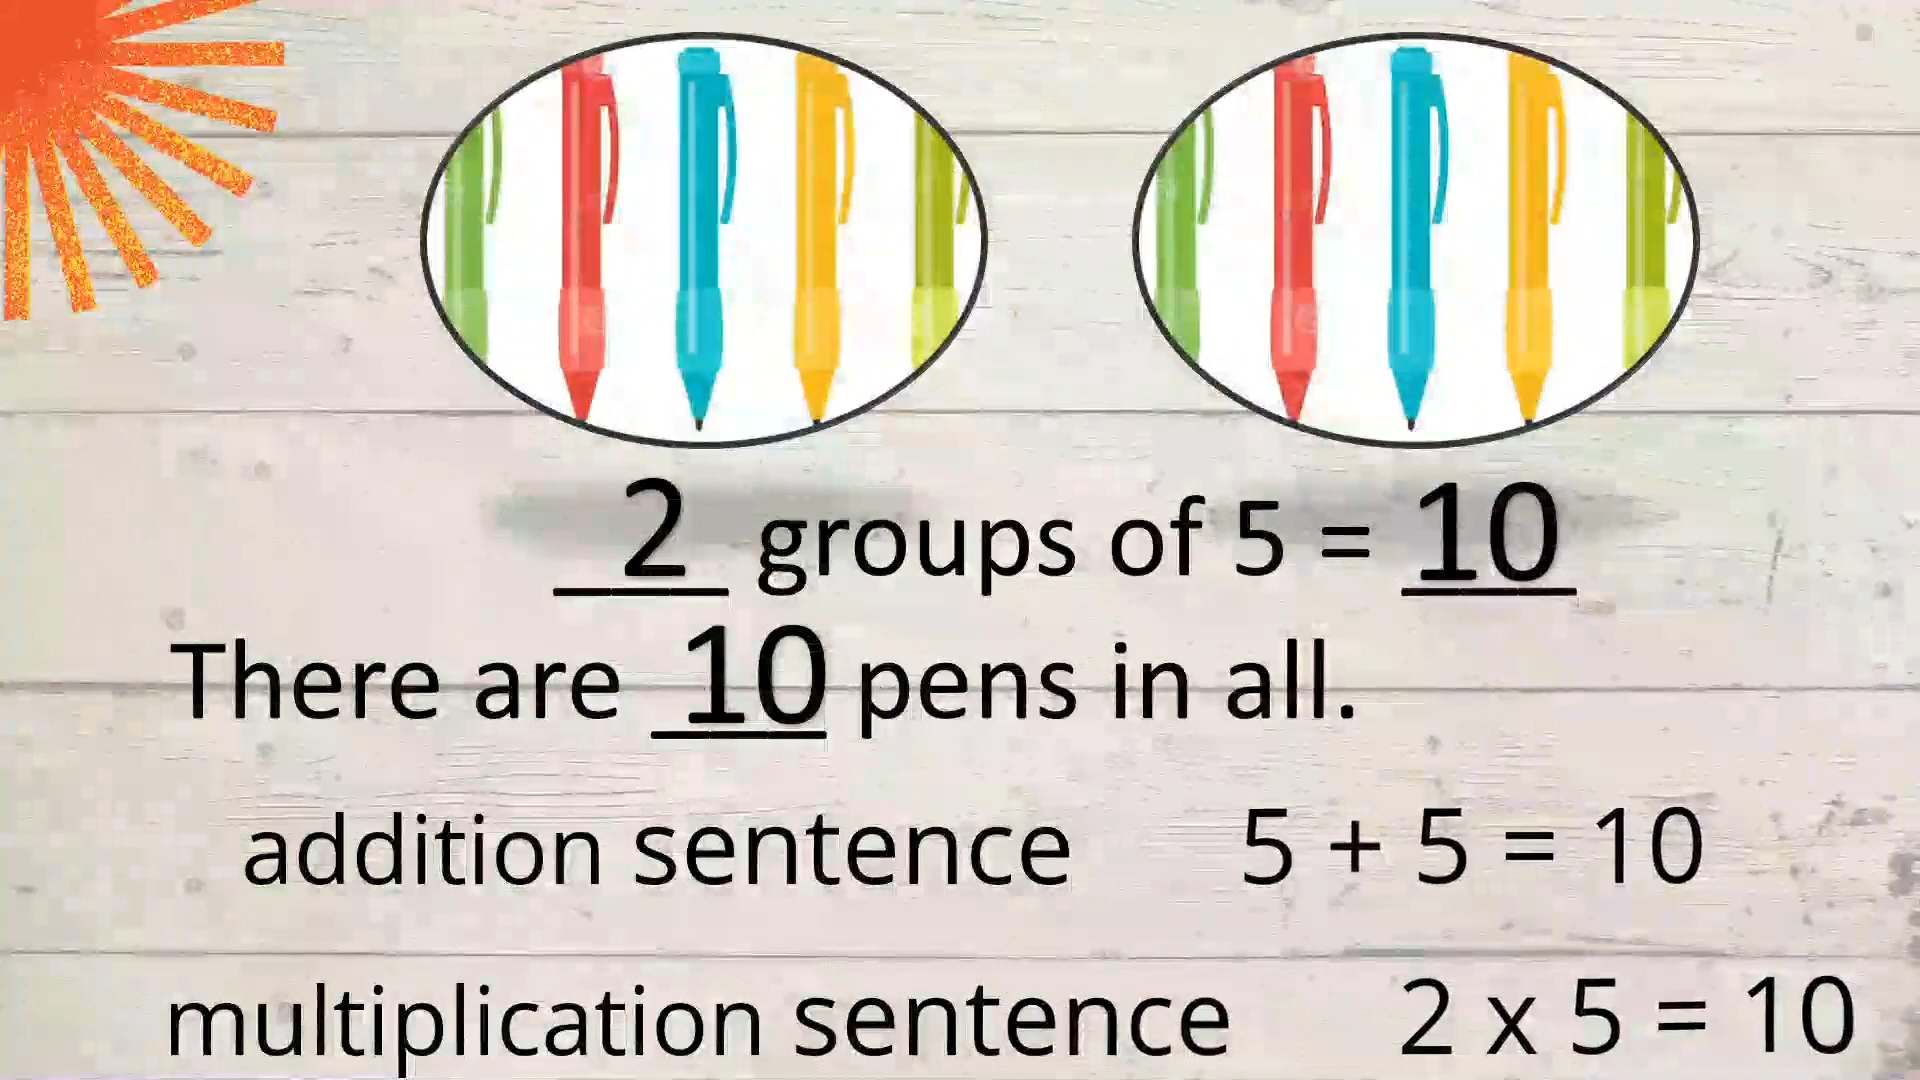 2 groups of 5 = 10
There are 10 pens in all.
addition sentence 5 + 5 = 10
multiplication sentence 2 x 5 = 10